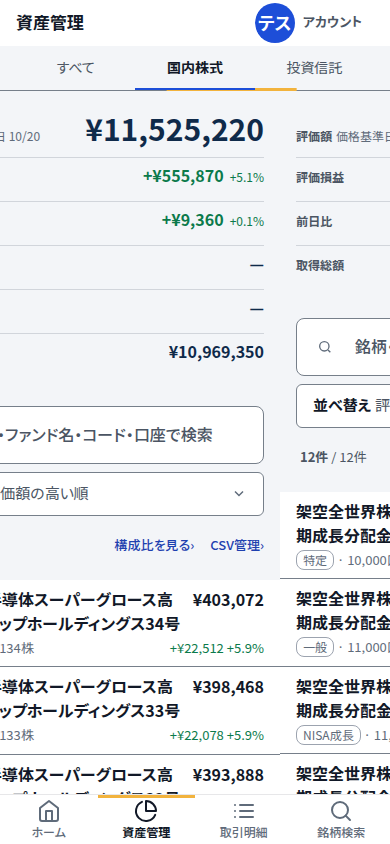 資産管理
テス アカウント
すべて 国内株式 投資信託
10/20 ¥11,525,220
+¥555,870 +5.1%
+¥9,360 +0.1%
—
—
¥10,969,350
・ファンド名・コード・口座で検索
価額の高い順
構成比を見る› CSV管理›
導体スーパーグロース高 ¥403,072
ップホールディングス34号
134株 +¥22,512 +5.9%
導体スーパーグロース高 ¥398,468
ップホールディングス33号
133株 +¥22,078 +5.9%
導体スーパーグロース高 ¥393,888
評価額 価格基準日
評価損益
前日比
取得総額
銘柄
並べ替え 評
12件 / 12件
架空全世界株
期成長分配金
特定 · 10,000
架空全世界株
期成長分配金
一般 · 11,000
架空全世界株
期成長分配金
NISA成長 · 11,
架空全世界株
ホーム 資産管理 取引明細 銘柄検索